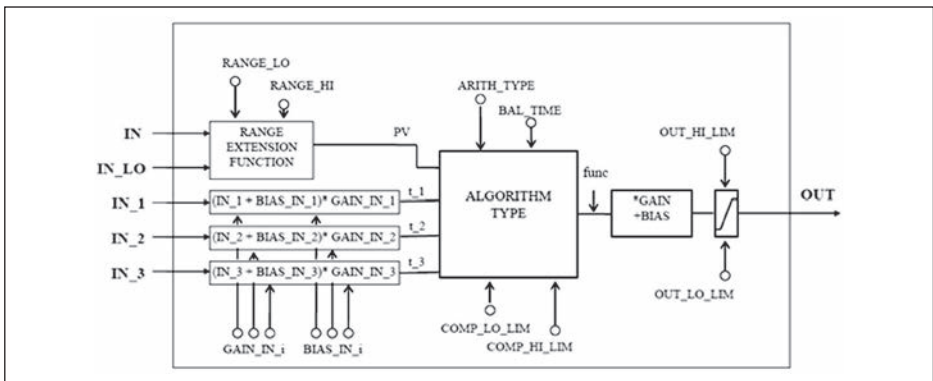 RANGE_LO
RANGE_HI
ARITH_TYPE
BAL_TIME
IN
RANGE
EXTENSION
FUNCTION
PV
OUT_HI_LIM
IN_LO
func
IN_1
(IN_1 + BIAS_IN_1)* GAIN_IN_1
t_1
ALGORITHM
TYPE
*GAIN
+BIAS
OUT
IN_2
(IN_2 + BIAS_IN_2)* GAIN_IN_2
t_2
IN_3
(IN_3 + BIAS_IN_3)* GAIN_IN_3
t_3
OUT_LO_LIM
GAIN_IN_i
BIAS_IN_i
COMP_LO_LIM
COMP_HI_LIM